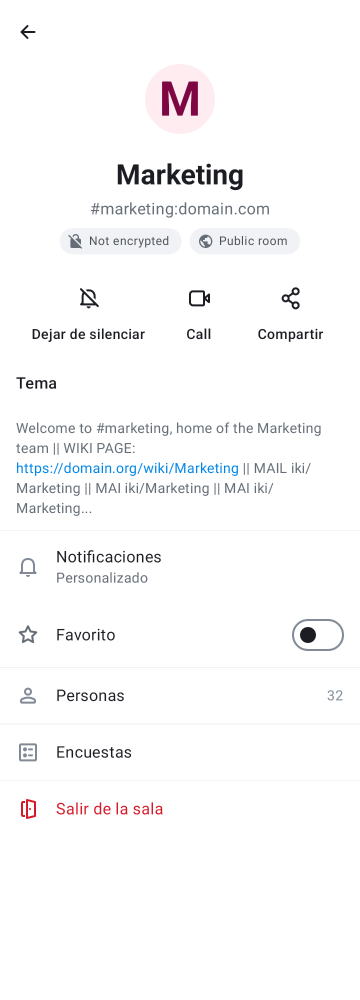 M
Marketing
#marketing:domain.com
Not encrypted
Public room
Dejar de silenciar
Call
Compartir
Tema
Welcome to #marketing, home of the Marketing
team || WIKI PAGE:
https://domain.org/wiki/Marketing || MAIL iki/
Marketing || MAI iki/Marketing || MAI iki/
Marketing...
Notificaciones
Personalizado
Favorito
Personas 32
Encuestas
Salir de la sala